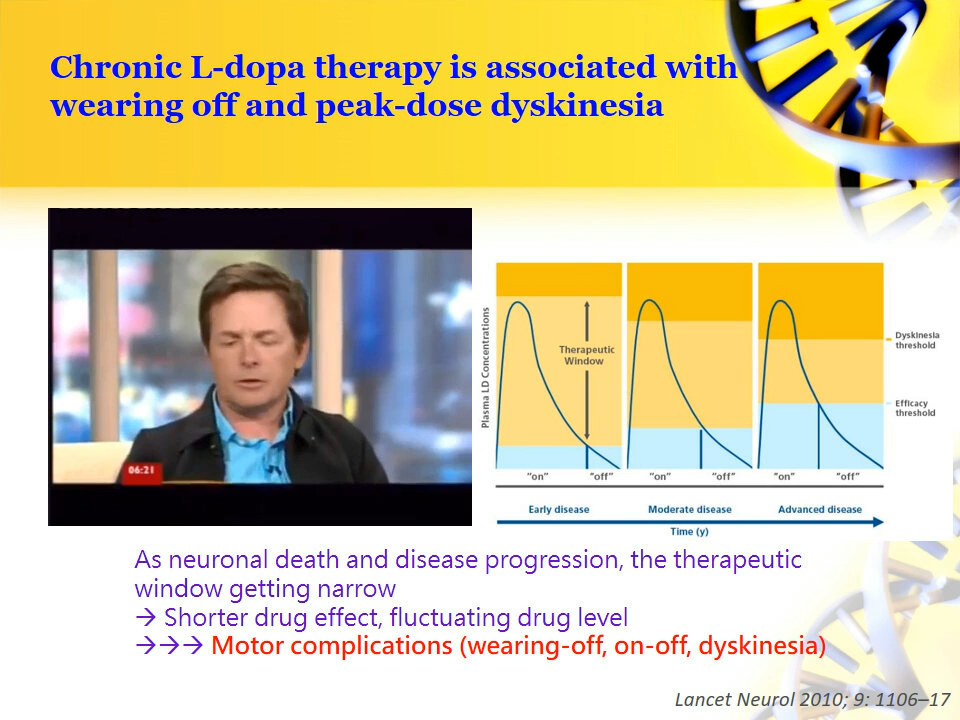 Chronic L-dopa therapy is associated with
wearing off and peak-dose dyskinesia
06:21
Plasma LD Concentrations
Therapeutic
Window
Dyskinesia
threshold
Efficacy
threshold
"on" "off" "on" "off" "on" "off"
Early disease Moderate disease Advanced disease
Time (y)
As neuronal death and disease progression, the therapeutic
window getting narrow
→ Shorter drug effect, fluctuating drug level
→→→ Motor complications (wearing-off, on-off, dyskinesia)
Lancet Neurol 2010; 9: 1106–17